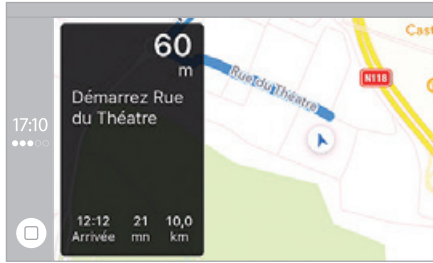 60
m
Démarrez Rue
du Théatre
17:10
12:12 21 10,0
Arrivée mn km
Rue du Théatre
N118
Cast